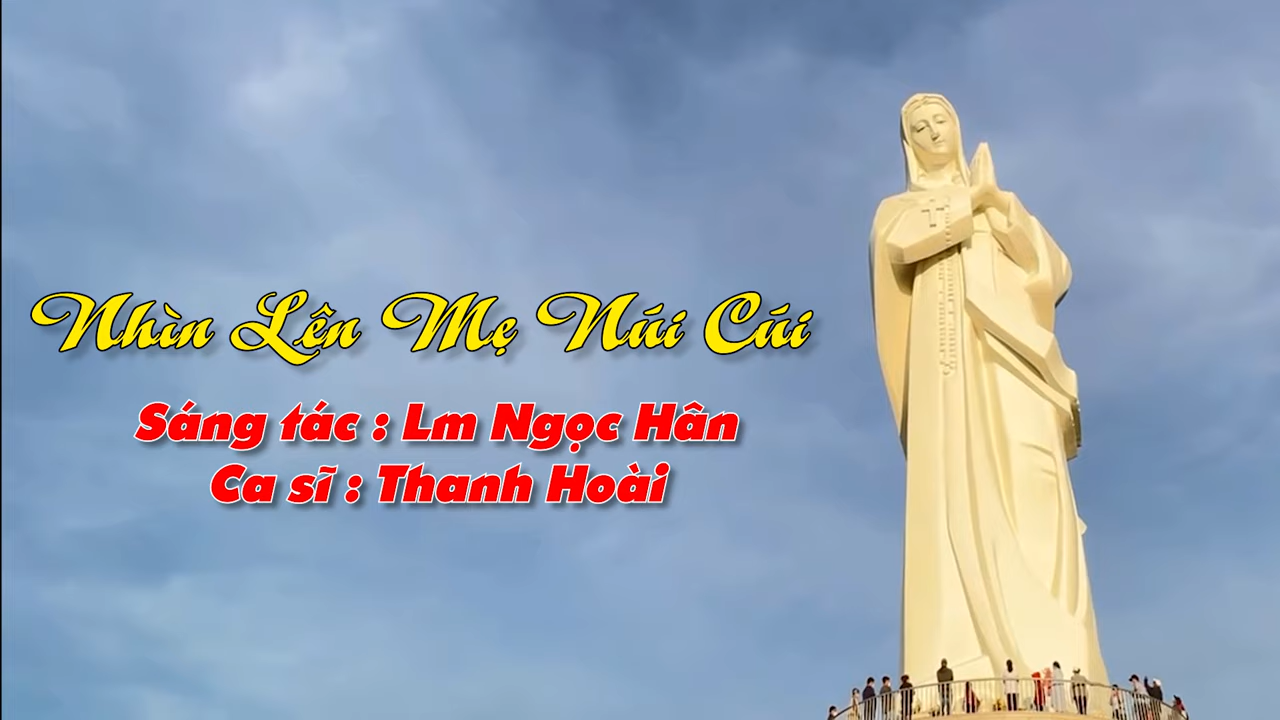 Nhìn Lên Mẹ Núi Cúi
Sáng tác : Lm Ngọc Hân
Ca sĩ : Thanh Hoài